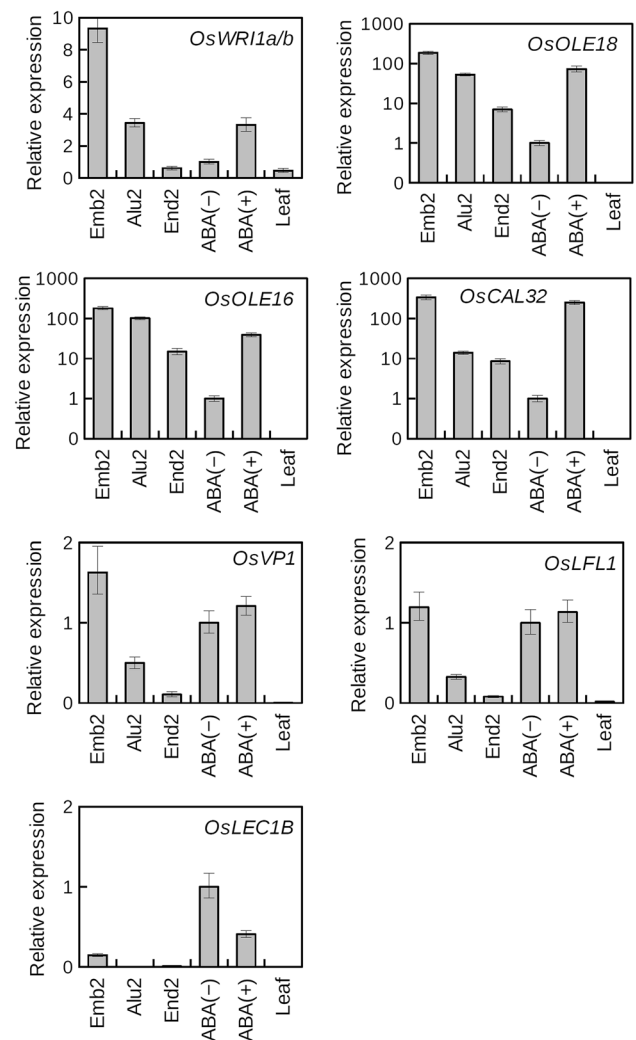 Relative expression
10
8
6
4
2
0
OsWRI1a/b
Emb2 Alu2 End2 ABA(−) ABA(+) Leaf
Relative expression
1000
100
10
1
0
OsOLE18
Emb2 Alu2 End2 ABA(−) ABA(+) Leaf
Relative expression
1000
100
10
1
0
OsOLE16
Emb2 Alu2 End2 ABA(−) ABA(+) Leaf
Relative expression
1000
100
10
1
0
OsCAL32
Emb2 Alu2 End2 ABA(−) ABA(+) Leaf
Relative expression
2
1
0
OsVP1
Emb2 Alu2 End2 ABA(−) ABA(+) Leaf
Relative expression
2
1
0
OsLFL1
Emb2 Alu2 End2 ABA(−) ABA(+) Leaf
Relative expression
2
1
0
OsLEC1B
Emb2 Alu2 End2 ABA(−) ABA(+) Leaf